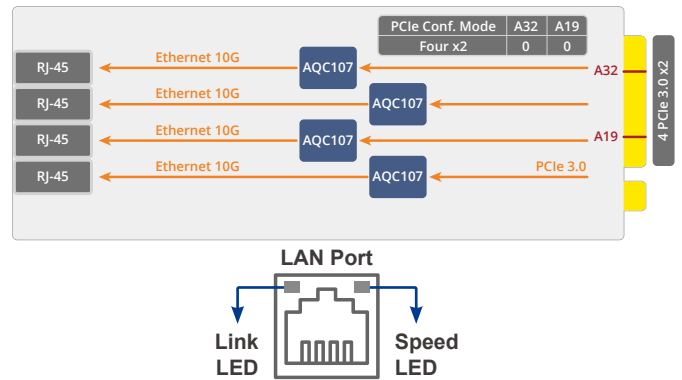 PCIe Conf. Mode A32 A19
Four x2 0 0
RJ-45 Ethernet 10G AQC107 A32
RJ-45 Ethernet 10G AQC107
RJ-45 Ethernet 10G AQC107 A19
RJ-45 Ethernet 10G AQC107 PCIe 3.0
4 PCIe 3.0 x2
LAN Port
Link LED
Speed LED